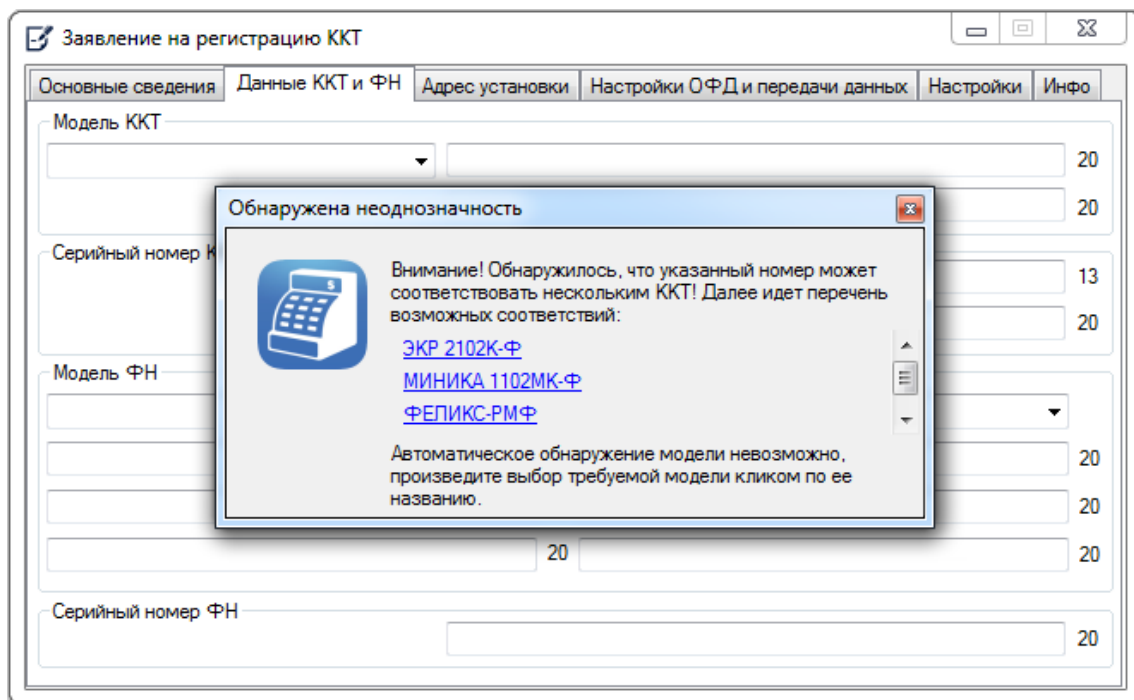 Заявление на регистрацию ККТ
Основные сведения Данные ККТ и ФН Адрес установки Настройки ОФД и передачи данных Настройки Инфо
Модель ККТ
20
20
Обнаружена неоднозначность
Серийный номер К
13
20
Внимание! Обнаружилось, что указанный номер может
соответствовать нескольким ККТ! Далее идет перечень
возможных соответствий:
ЭКР 2102К-Ф
МИНИКА 1102МК-Ф
ФЕЛИКС-РМФ
Автоматическое обнаружение модели невозможно,
произведите выбор требуемой модели кликом по ее
названию.
Модель ФН
20
20
20 20
Серийный номер ФН
20